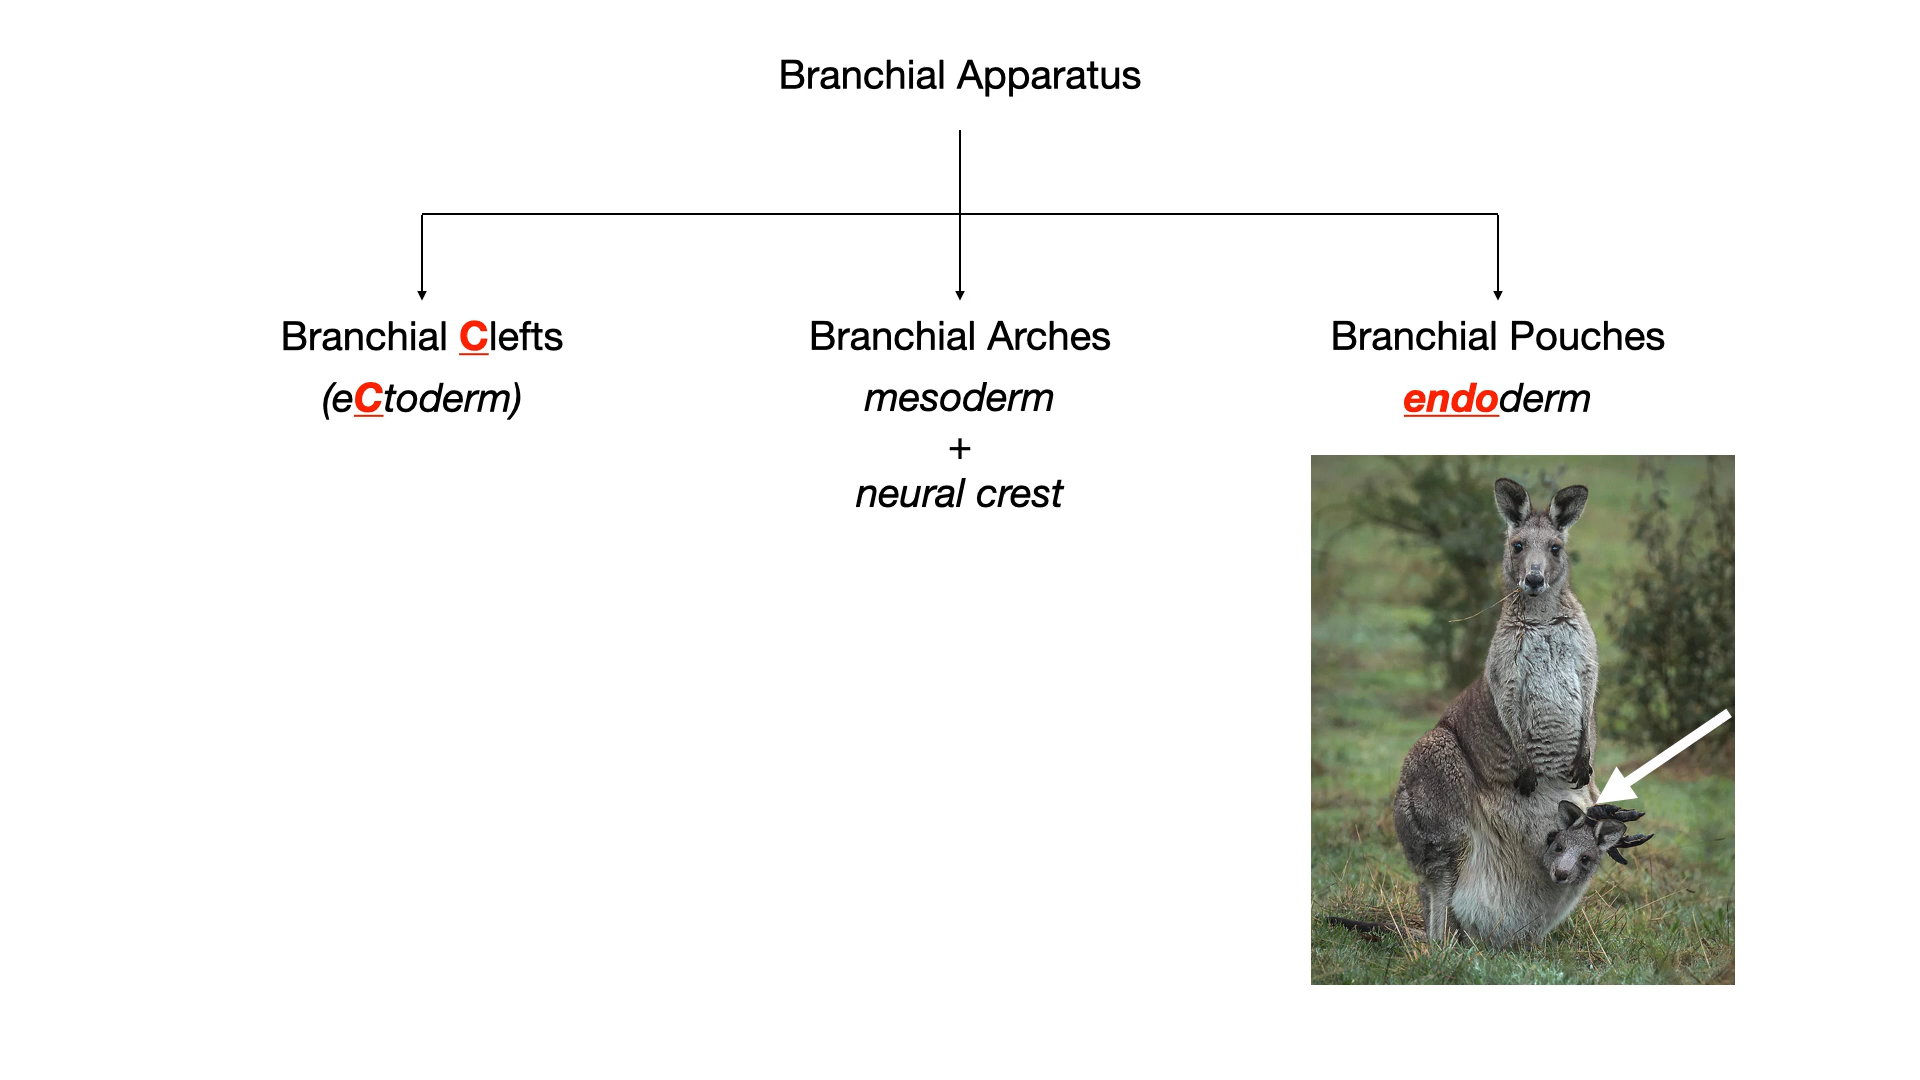 Branchial Apparatus
Branchial Clefts
(eCtoderm)
Branchial Arches
mesoderm
+
neural crest
Branchial Pouches
endoderm